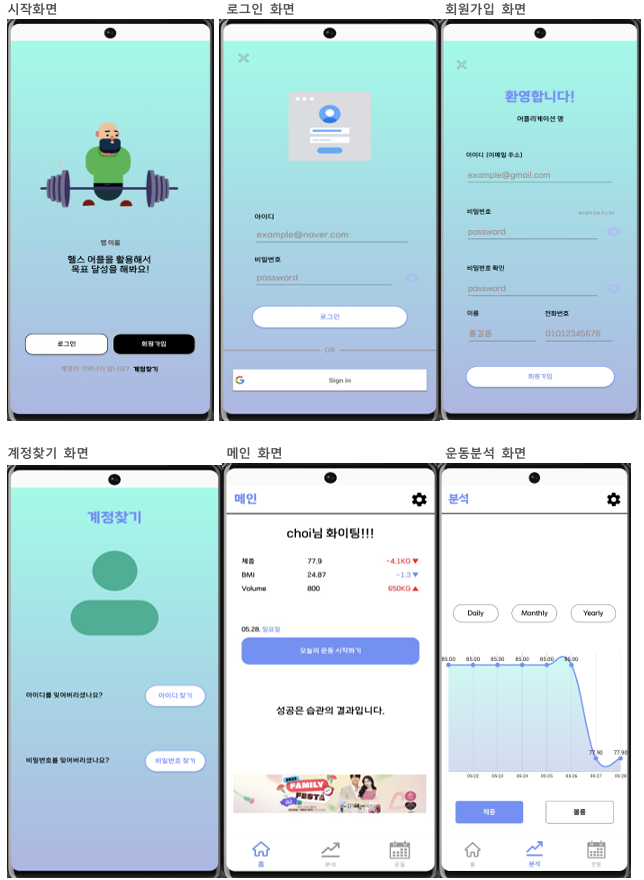 시작화면
로그인 화면
회원가입 화면
앱 이름
헬스 어플을 활용해서
목표 달성을 해봐요!
로그인
회원가입
계정이 기억나지 않나요? 계정찾기
아이디
example@naver.com
비밀번호
password
로그인
OR
Sign in
환영합니다!
어플리케이션 명
아이디 (이메일 주소)
example@gmail.com
비밀번호
password
비밀번호 확인
password
이름
전화번호
홍길동
01012345678
회원가입
계정찾기 화면
메인 화면
운동분석 화면
계정찾기
아이디를 잊어버리셨나요?
아이디 찾기
비밀번호를 잊어버리셨나요?
비밀번호 찾기
메인
choi님 화이팅!!!
체중 77.9 -4.1KG▼
BMI 24.87 -1.3▼
Volume 800 650KG▲
05.28. 일요일
오늘의 운동 시작하기
성공은 습관의 결과입니다.
2023
FAMILY
FESTA
홈
분석
운동
분석
Daily
Monthly
Yearly
85.00 85.00 85.00 85.00 85.00 85.00
77.90 77.90
05-22 05-23 05-24 05-25 05-26 05-27 05-28
체중
볼륨
홈
분석
운동